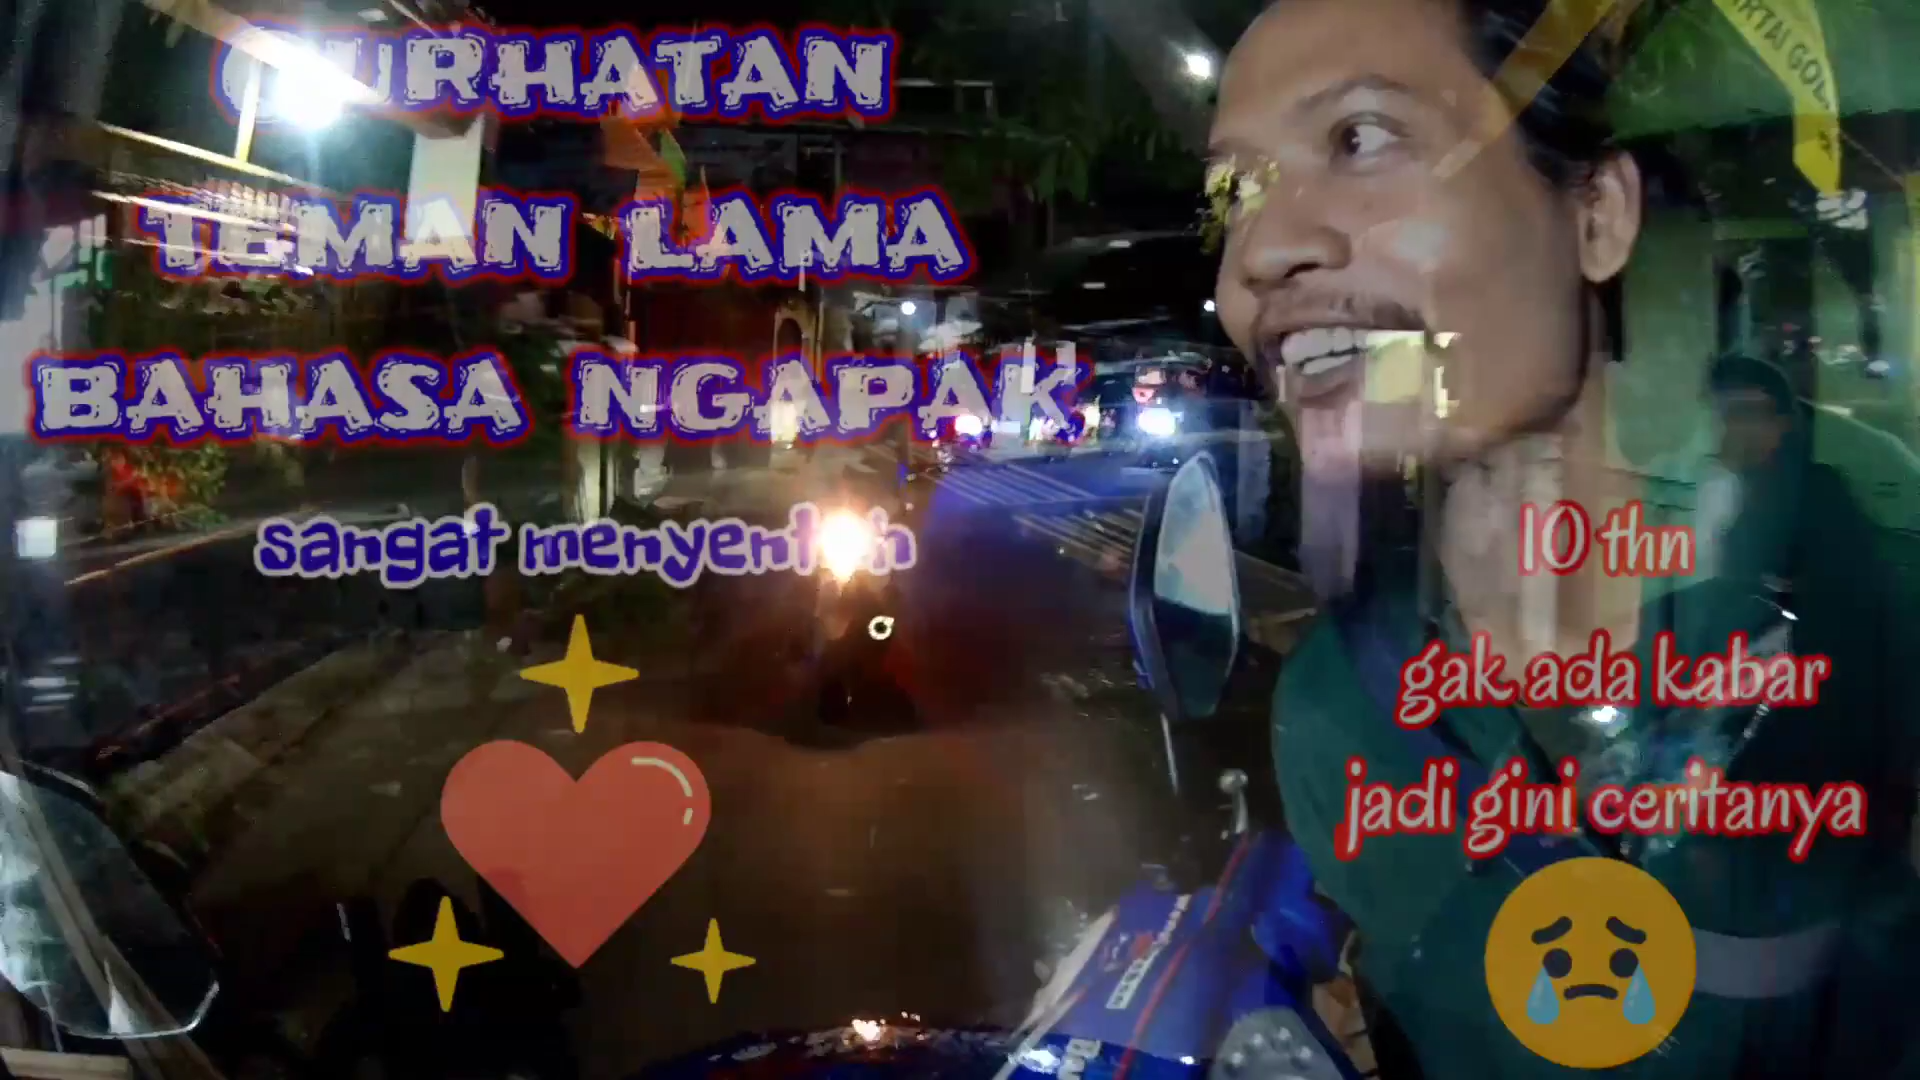 CURHATAN
TEMAN LAMA
BAHASA NGAPAK
sangat menyentuh
10 thn
gak ada kabar
jadi gini ceritanya